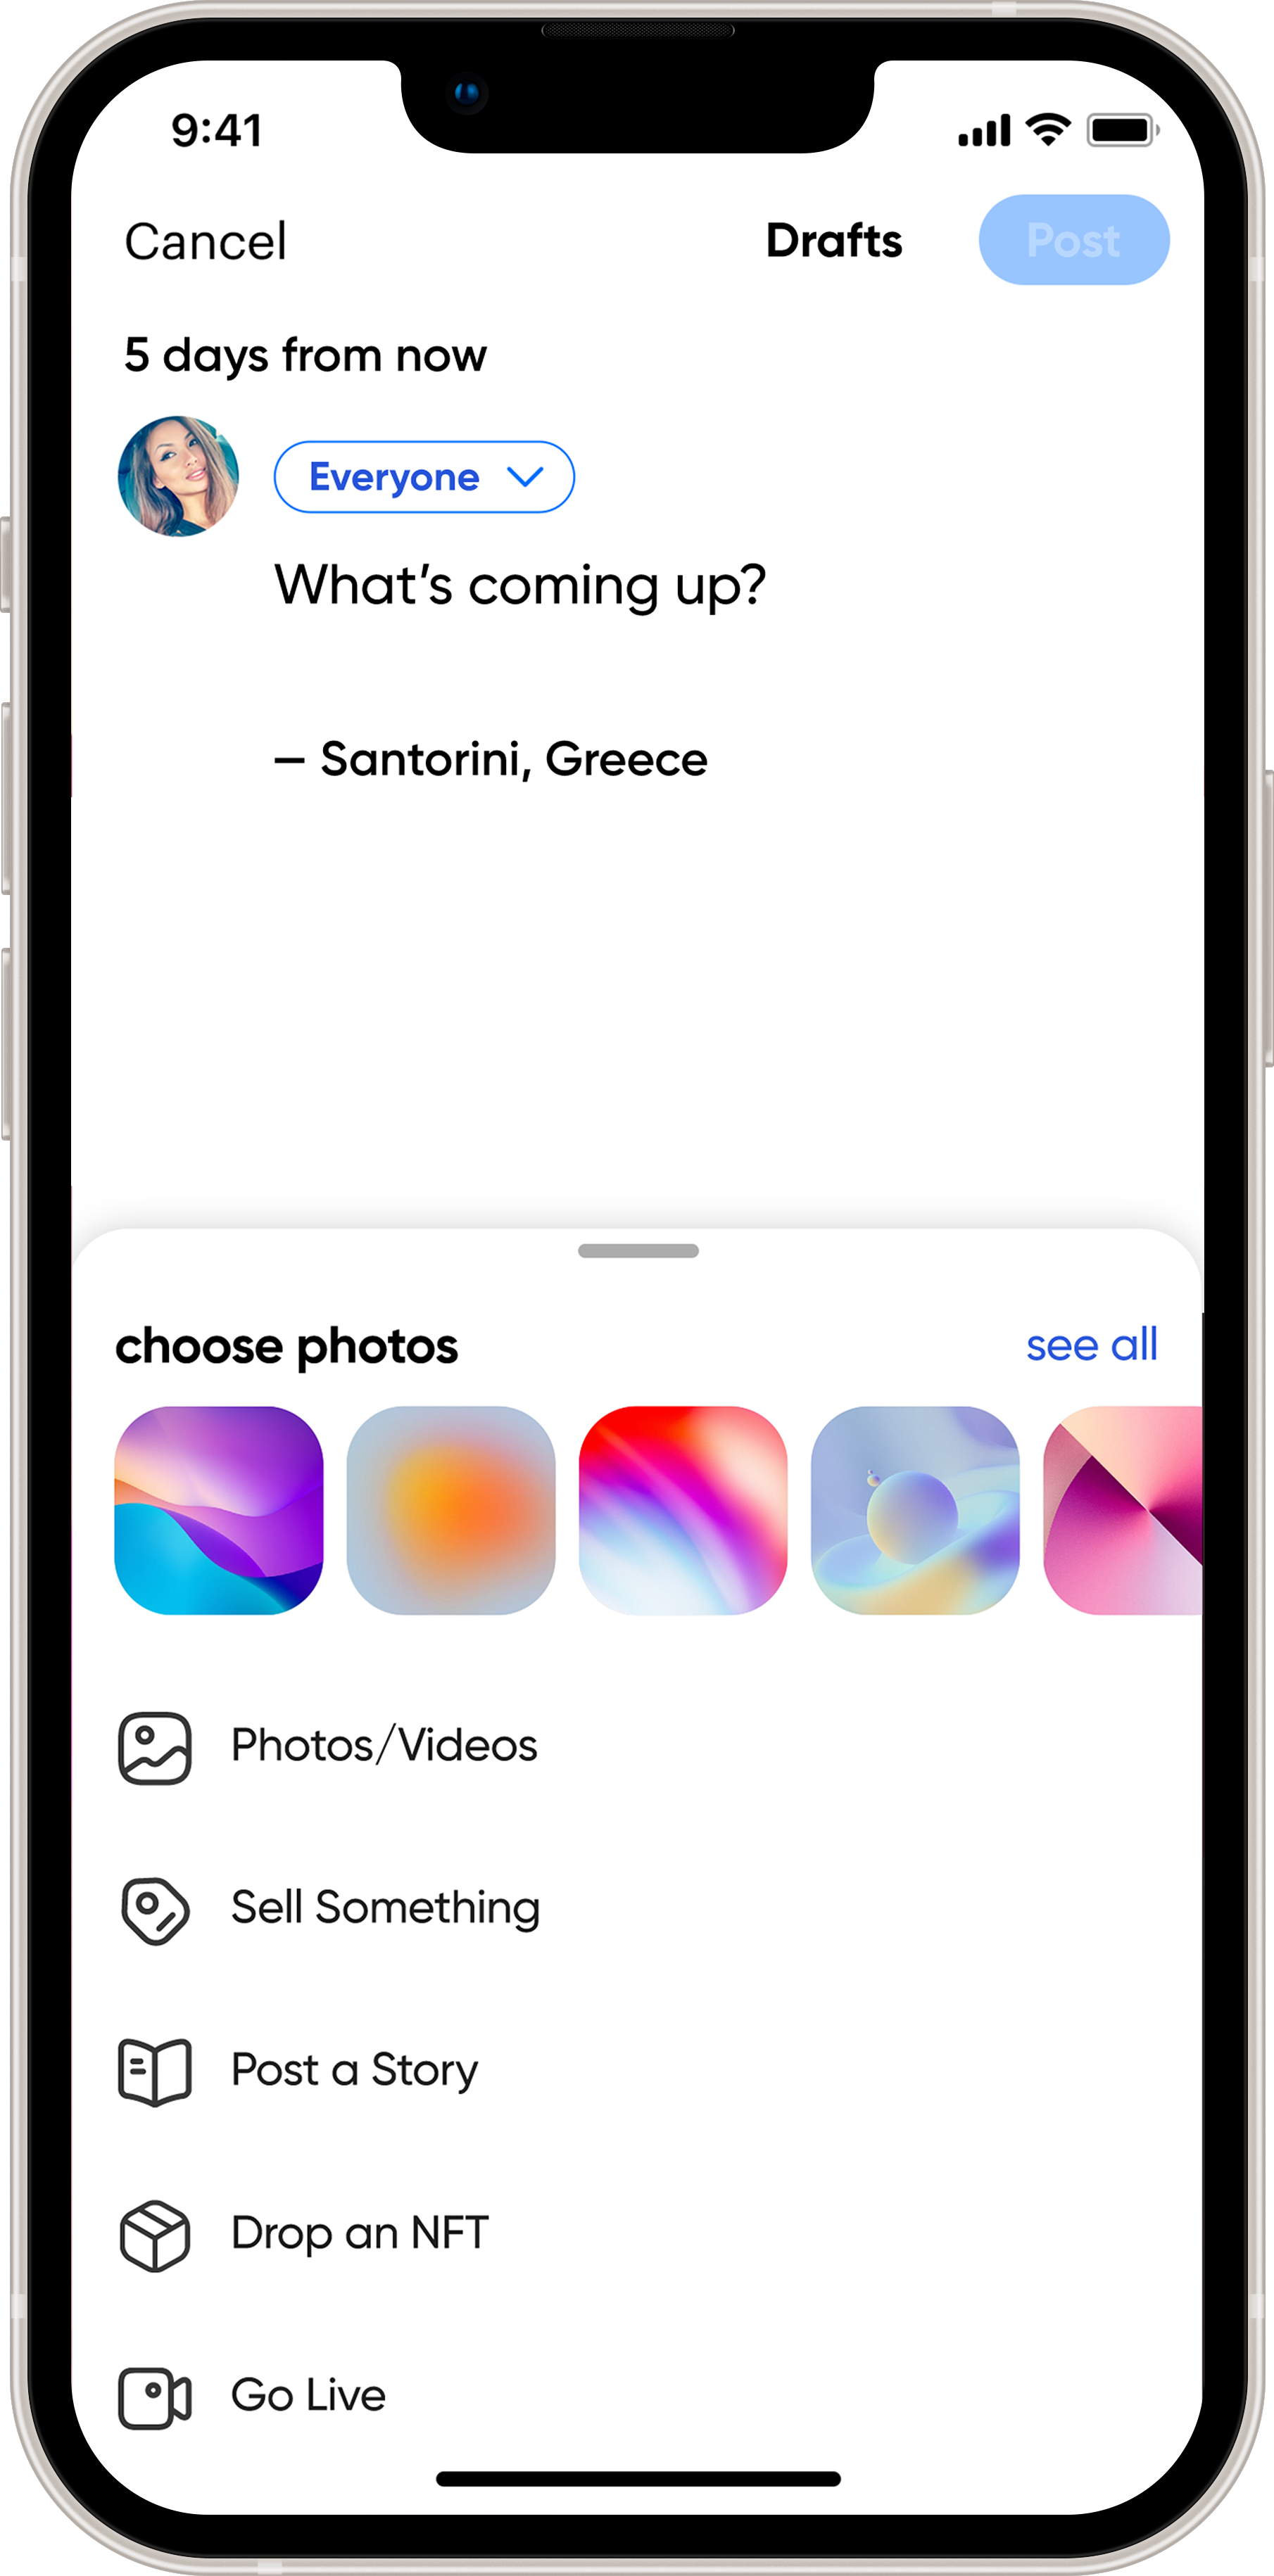 9:41
Cancel
Drafts
Post
5 days from now
Everyone
What’s coming up?
– Santorini, Greece
choose photos
see all
Photos/Videos
Sell Something
Post a Story
Drop an NFT
Go Live